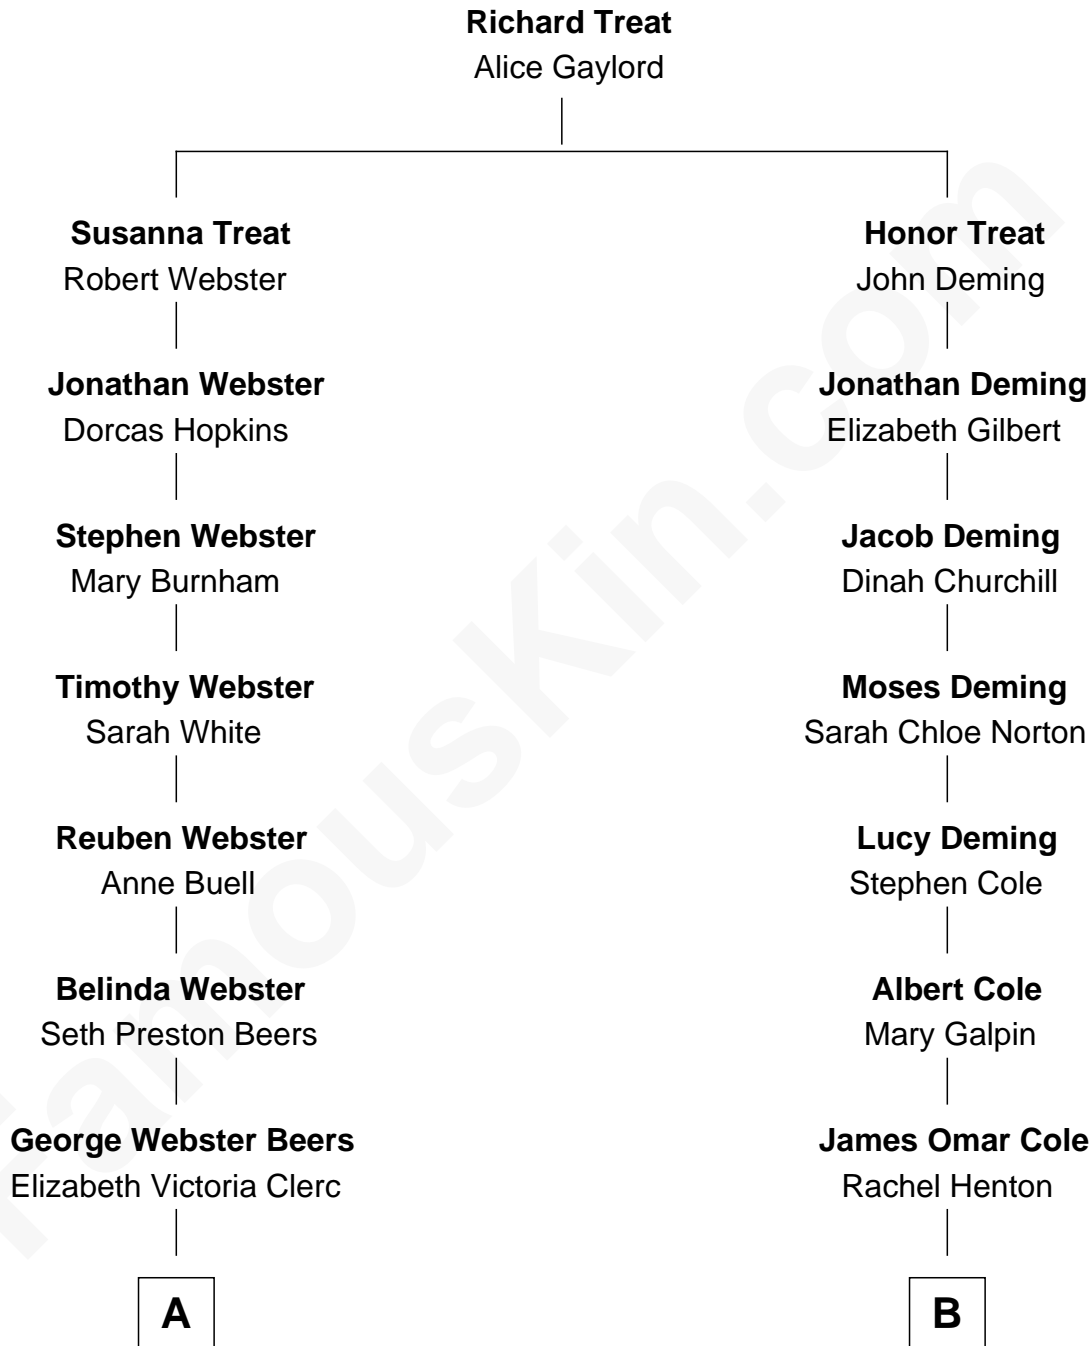 Richard Treat
Alice Gaylord
Susanna Treat
Robert Webster
Honor Treat
John Deming
Jonathan Webster
Dorcas Hopkins
Jonathan Deming
Elizabeth Gilbert
Stephen Webster
Mary Burnham
Jacob Deming
Dinah Churchill
Timothy Webster
Sarah White
Moses Deming
Sarah Chloe Norton
Reuben Webster
Anne Buell
Lucy Deming
Stephen Cole
Belinda Webster
Seth Preston Beers
Albert Cole
Mary Galpin
George Webster Beers
Elizabeth Victoria Clerc
James Omar Cole
Rachel Henton
A
B
FamousKin.com